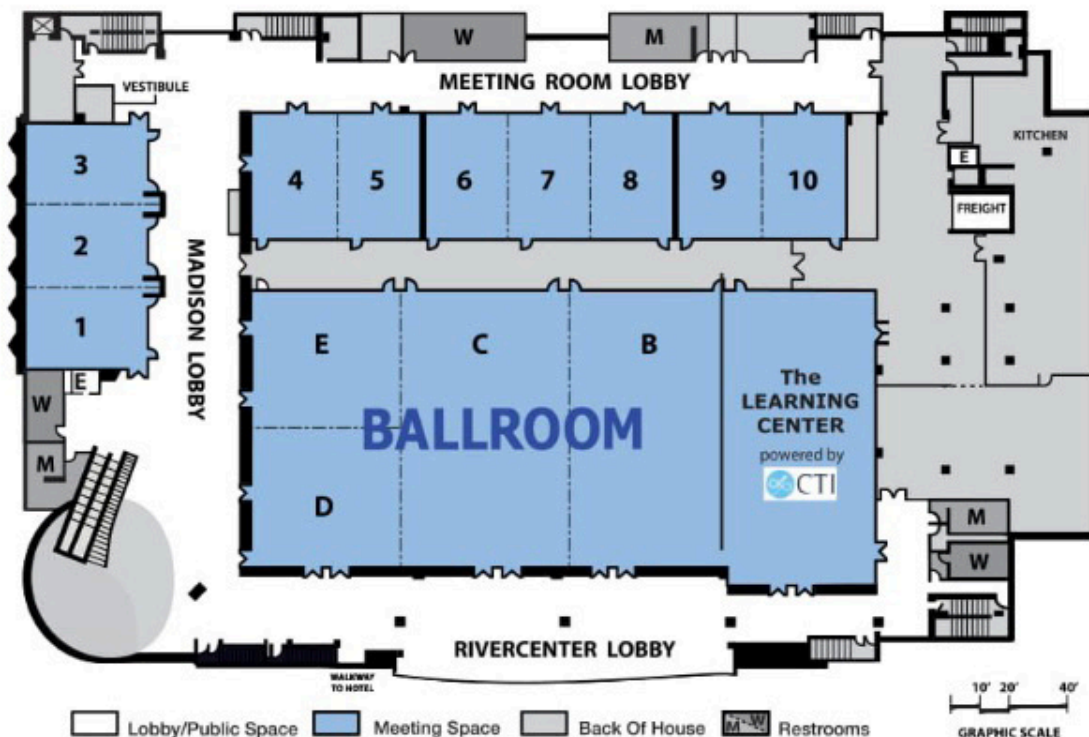 W
M
MEETING ROOM LOBBY
VESTIBULE
KITCHEN
3
4
5
6
7
8
9
10
E
FREIGHT
2
MADISON LOBBY
1
E
C
B
E
The
LEARNING
CENTER
powered by
CTI
BALLROOM
W
M
D
M
W
RIVERCENTER LOBBY
WALKWAY
TO HOTEL
10' 20' 40'
GRAPHIC SCALE
Lobby/Public Space
Meeting Space
Back Of House
M W
Restrooms